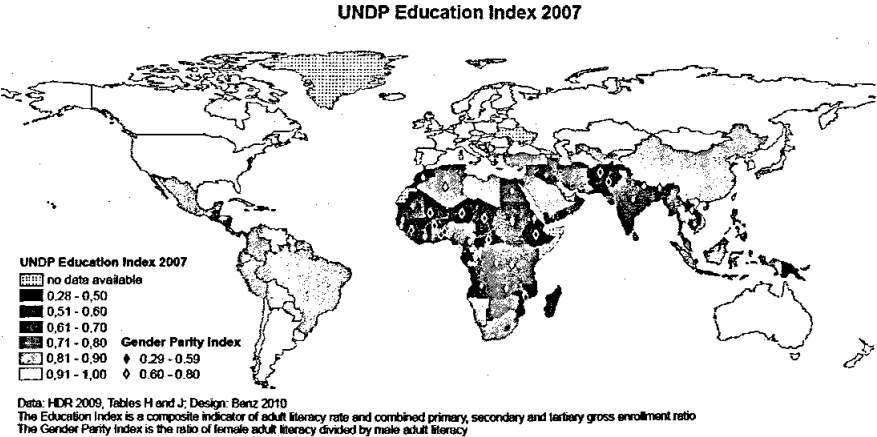 UNDP Education Index 2007
UNDP Education Index 2007
no data available
0,28 - 0,50
0,51 - 0,60
0,61 - 0,70
0,71 - 0,80
0,81 - 0,90
0,91 - 1,00
Gender Parity Index
0.29 - 0.59
0.60 - 0.80
Data: HDR 2009, Tables H and J; Design: Benz 2010
The Education Index is a composite indicator of adult literacy rate and combined primary, secondary and tertiary gross enrollment ratio
The Gender Parity Index is the ratio of female adult literacy divided by male adult literacy